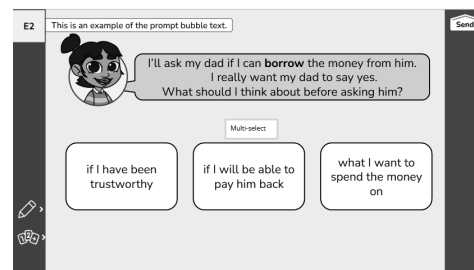 E2
This is an example of the prompt bubble text.
Send
I'll ask my dad if I can borrow the money from him.
I really want my dad to say yes.
What should I think about before asking him?
Multi-select
if I have been
trustworthy
if I will be able to
pay him back
what I want to
spend the money
on